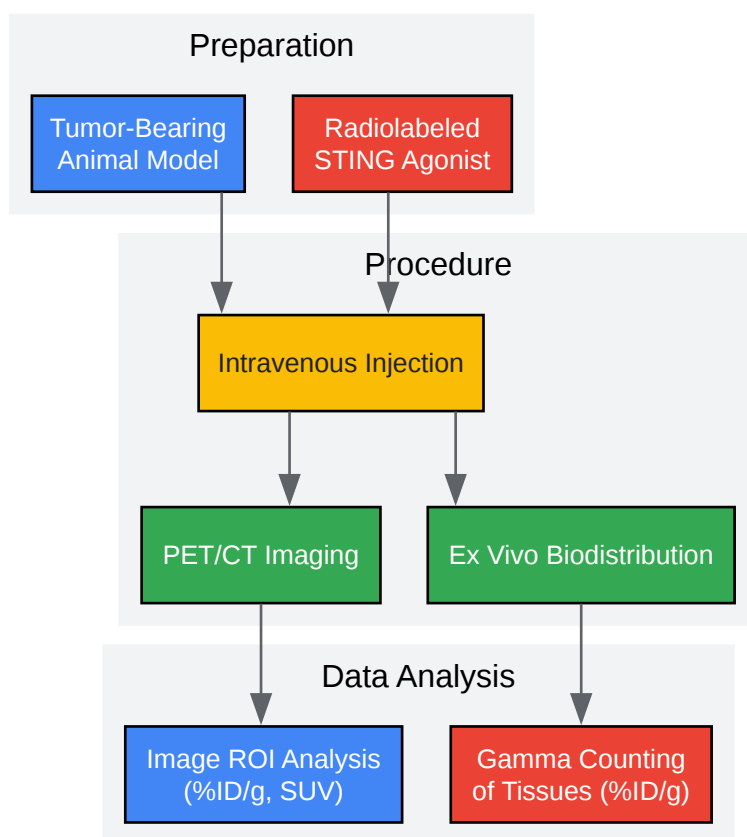 Preparation
Tumor-Bearing
Animal Model
Radiolabeled
STING Agonist
Procedure
Intravenous Injection
PET/CT Imaging
Ex Vivo Biodistribution
Data Analysis
Image ROI Analysis
(%ID/g, SUV)
Gamma Counting
of Tissues (%ID/g)